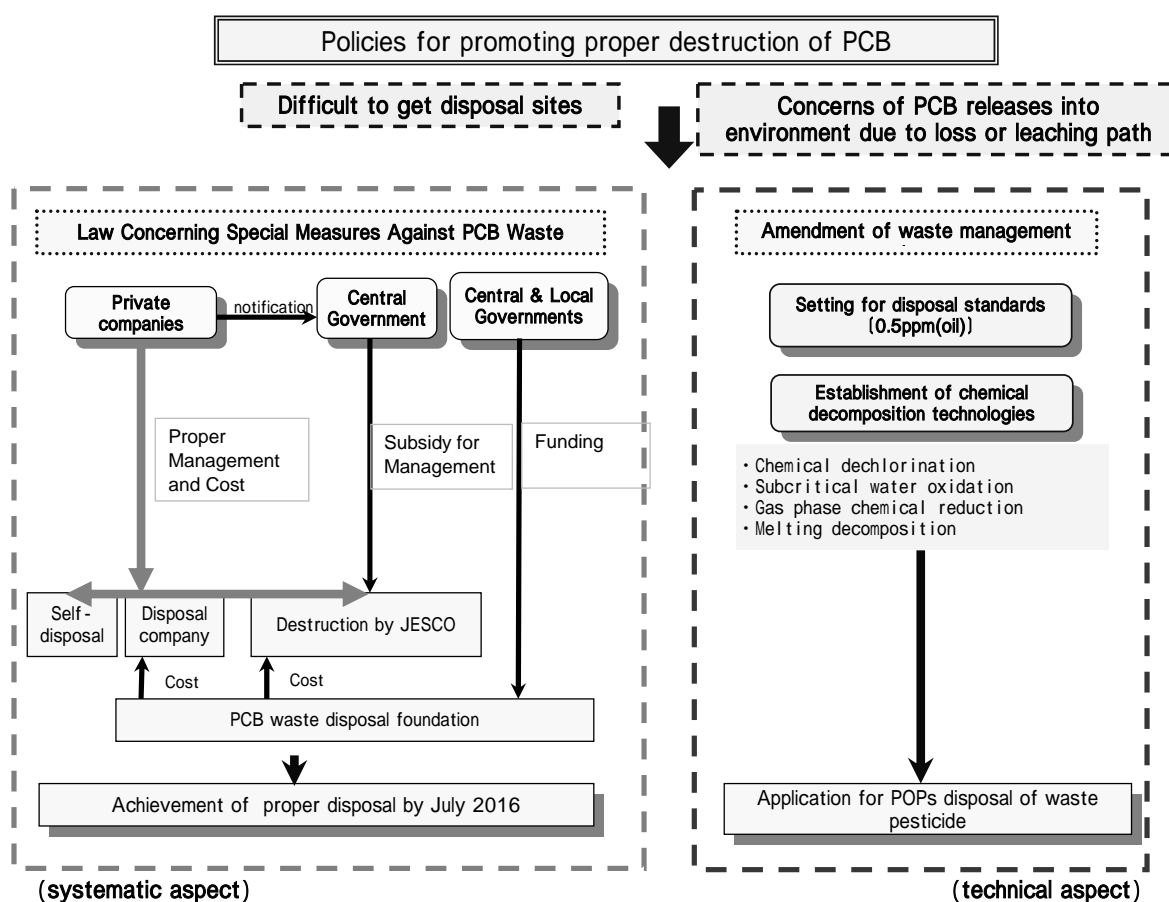 Policies for promoting proper destruction of PCB
Difficult to get disposal sites
Concerns of PCB releases into
environment due to loss or leaching path
Law Concerning Special Measures Against PCB Waste
Private
companies
notification
Central
Government
Central & Local
Governments
Proper
Management
and Cost
Subsidy for
Management
Funding
Self-
disposal
Disposal
company
Destruction by JESCO
Cost
Cost
PCB waste disposal foundation
Achievement of proper disposal by July 2016
(systematic aspect)
Amendment of waste management
Setting for disposal standards
(0.5ppm(oil))
Establishment of chemical
decomposition technologies
・Chemical dechlorination
・Subcritical water oxidation
・Gas phase chemical reduction
・Melting decomposition
Application for POPs disposal of waste
pesticide
(technical aspect)